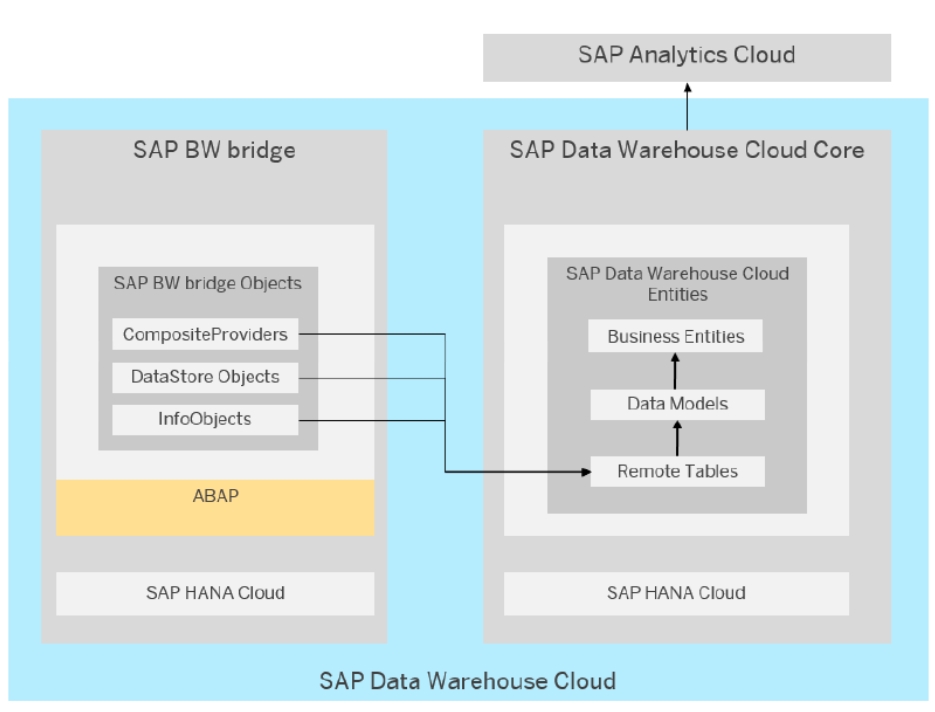 SAP Analytics Cloud
SAP BW bridge
SAP BW bridge Objects
CompositeProviders
DataStore Objects
InfoObjects
ABAP
SAP HANA Cloud
SAP Data Warehouse Cloud Core
SAP Data Warehouse Cloud
Entities
Business Entities
Data Models
Remote Tables
SAP HANA Cloud
SAP Data Warehouse Cloud